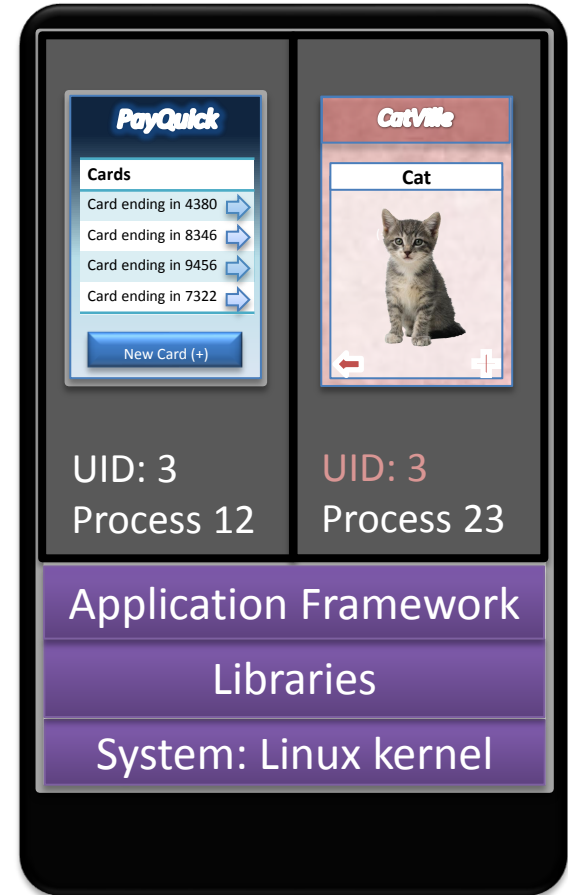 PayQuick
Cards
Card ending in 4380
Card ending in 8346
Card ending in 9456
Card ending in 7322
New Card (+)
UID: 3
Process 12
CatVille
Cat
UID: 3
Process 23
Application Framework
Libraries
System: Linux kernel